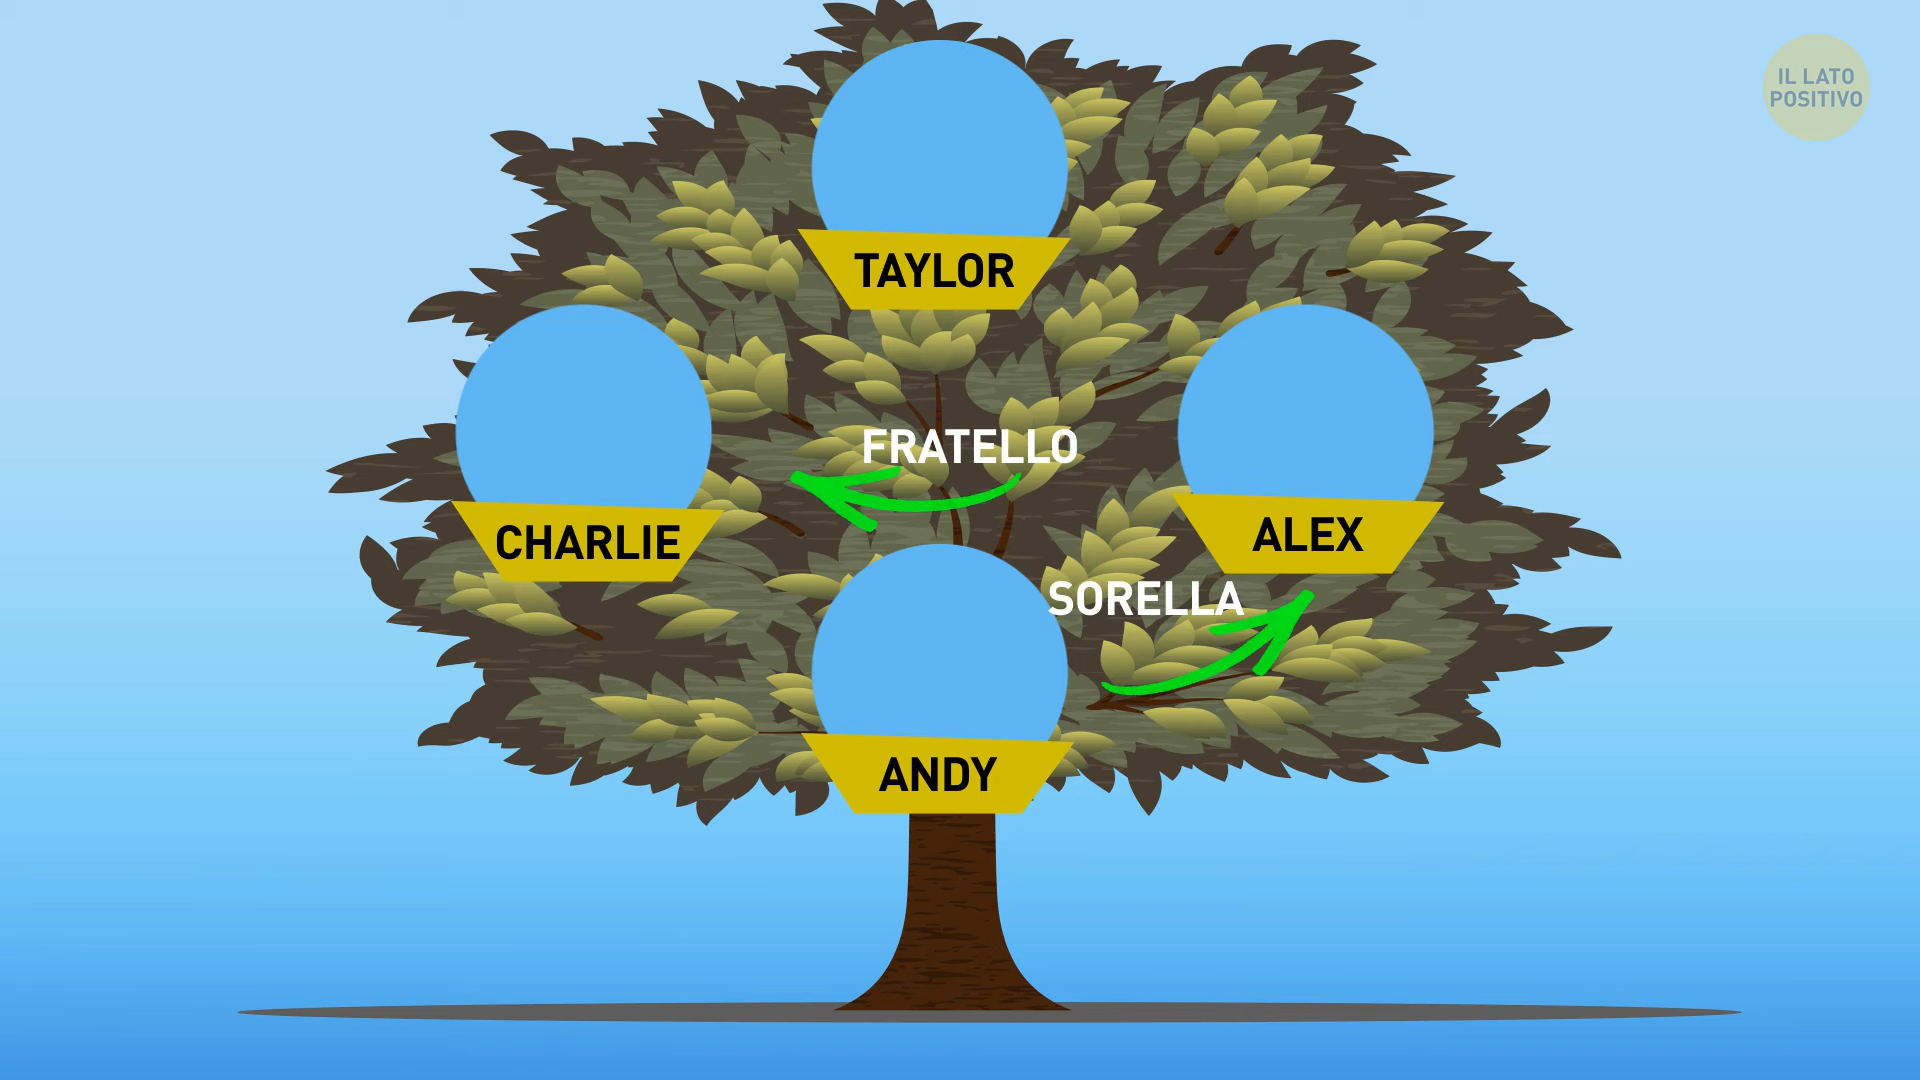 IL LATO
POSITIVO
TAYLOR
FRATELLO
CHARLIE
ALEX
SORELLA
ANDY